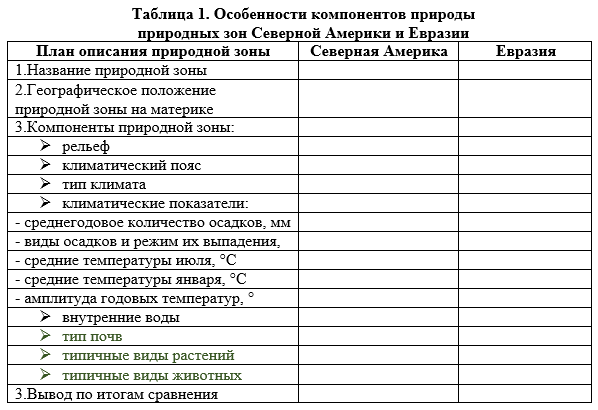 Таблица 1. Особенности компонентов природы
природных зон Северной Америки и Евразии
План описания природной зоны Северная Америка Евразия
1.Название природной зоны
2.Географическое положение
природной зоны на материке
3.Компоненты природной зоны:
➢ рельеф
➢ климатический пояс
➢ тип климата
➢ климатические показатели:
- среднегодовое количество осадков, мм
- виды осадков и режим их выпадения,
- средние температуры июля, °С
- средние температуры января, °С
- амплитуда годовых температур, °
➢ внутренние воды
➢ тип почв
➢ типичные виды растений
➢ типичные виды животных
3.Вывод по итогам сравнения